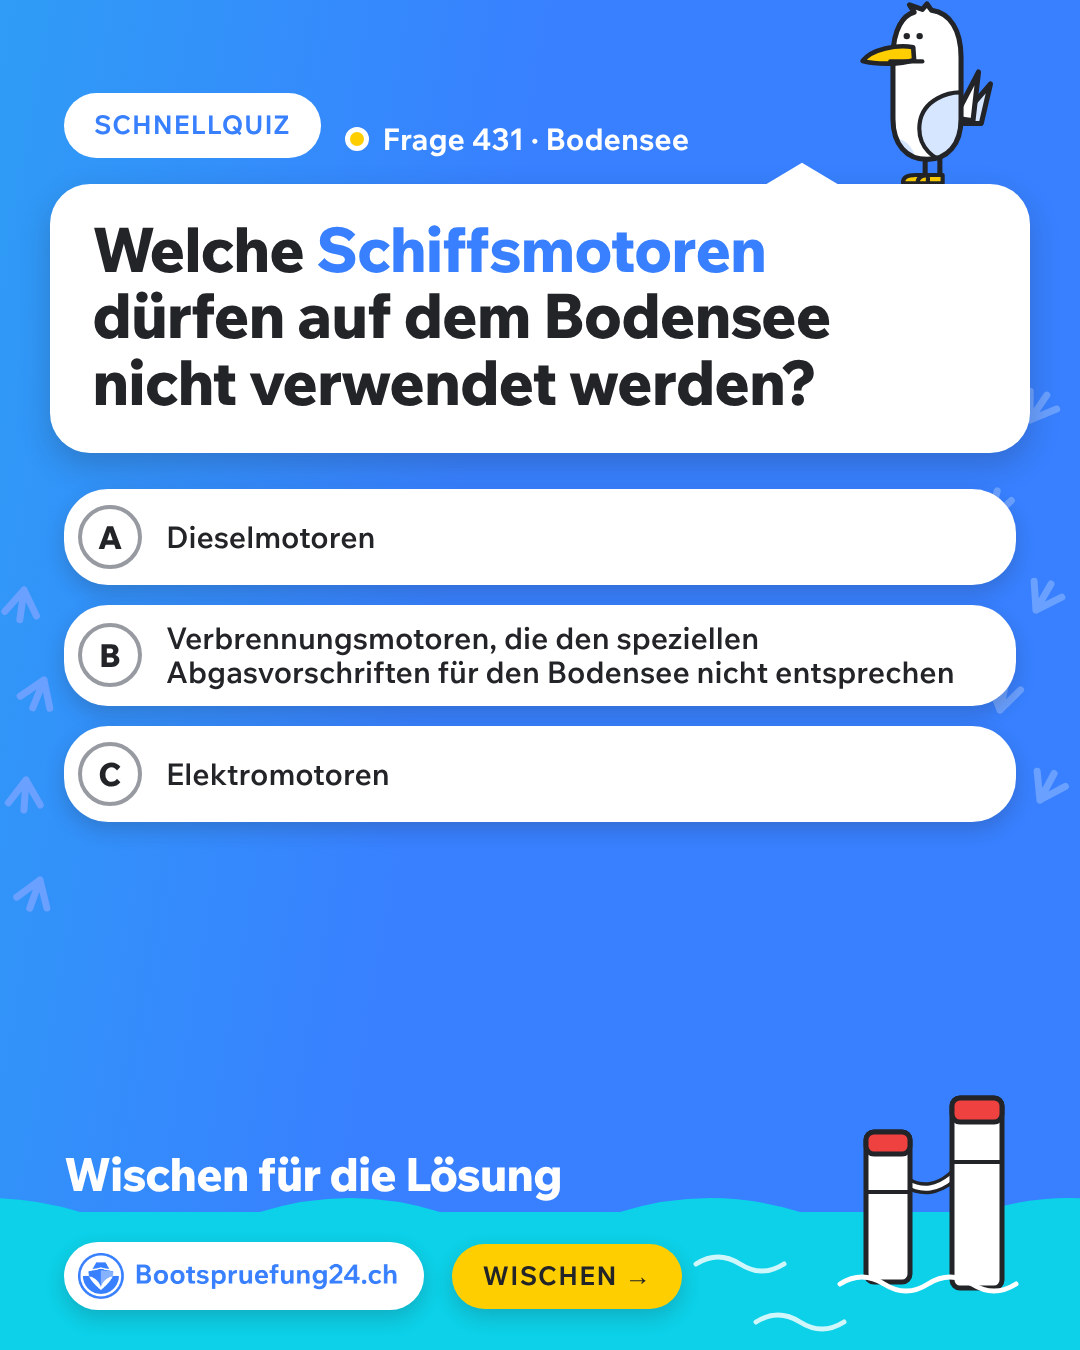 SCHNELLQUIZ
Frage 431 · Bodensee
Welche Schiffsmotoren
dürfen auf dem Bodensee
nicht verwendet werden?
A Dieselmotoren
B Verbrennungsmotoren, die den speziellen
Abgasvorschriften für den Bodensee nicht entsprechen
C Elektromotoren
Wischen für die Lösung
Bootspruefung24.ch
WISCHEN →